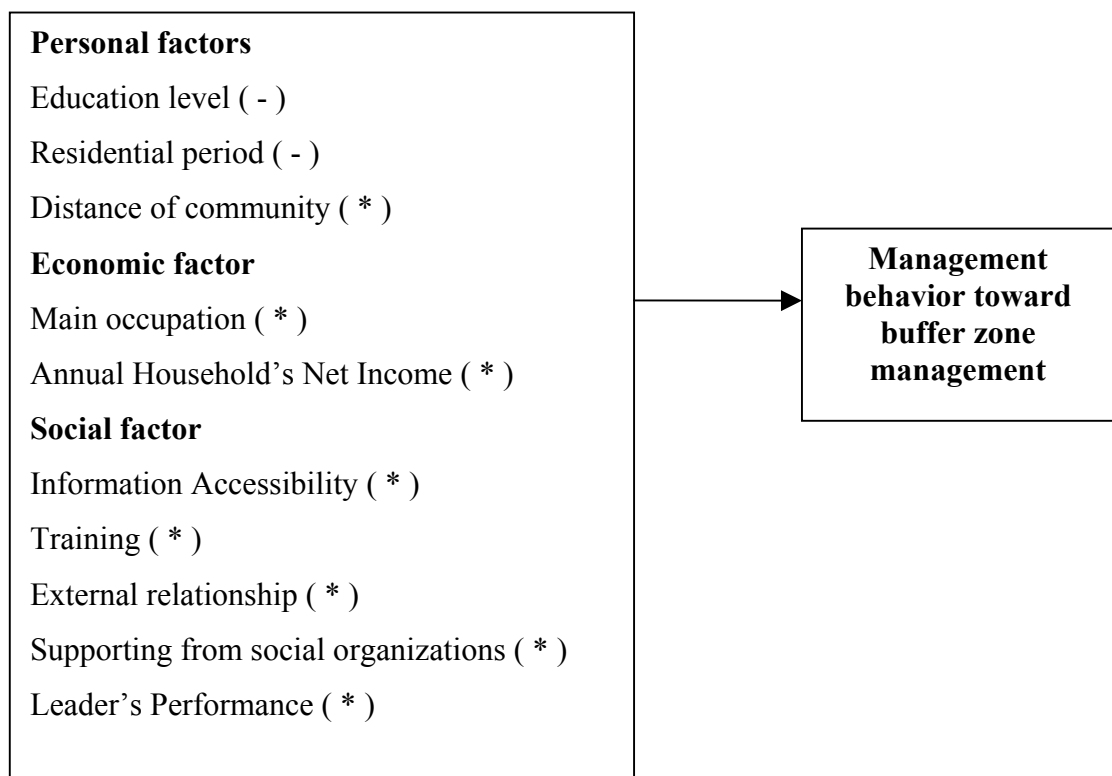 Personal factors
Education level ( - )
Residential period ( - )
Distance of community ( * )
Economic factor
Main occupation ( * )
Annual Household’s Net Income ( * )
Social factor
Information Accessibility ( * )
Training ( * )
External relationship ( * )
Supporting from social organizations ( * )
Leader’s Performance ( * )
Management
behavior toward
buffer zone
management